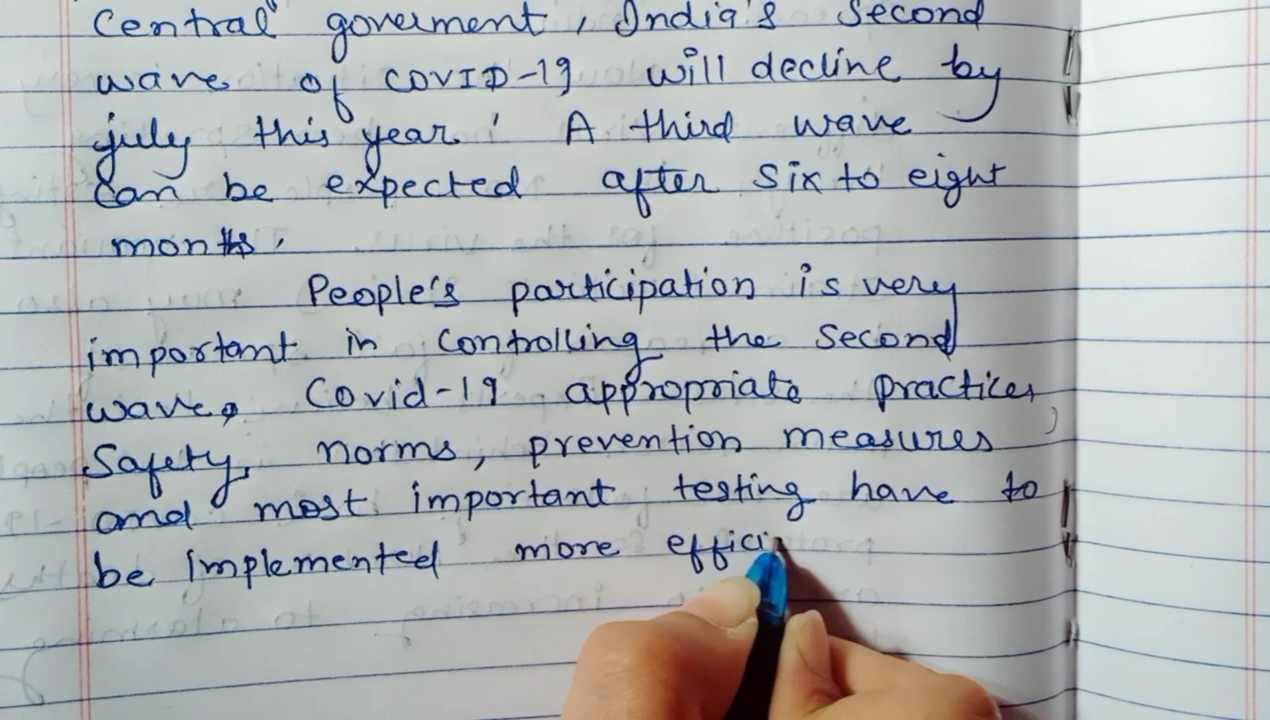 Central goverment, India's Second
wave of COVID-19 will decline by
july this year. A third wave
can be expected after six to eight
months.
People's participation is very
important in controlling the second
wave, Covid-19 appropriate practices,
Safety, norms, prevention measures
and most important testing have to
be implemented more effici